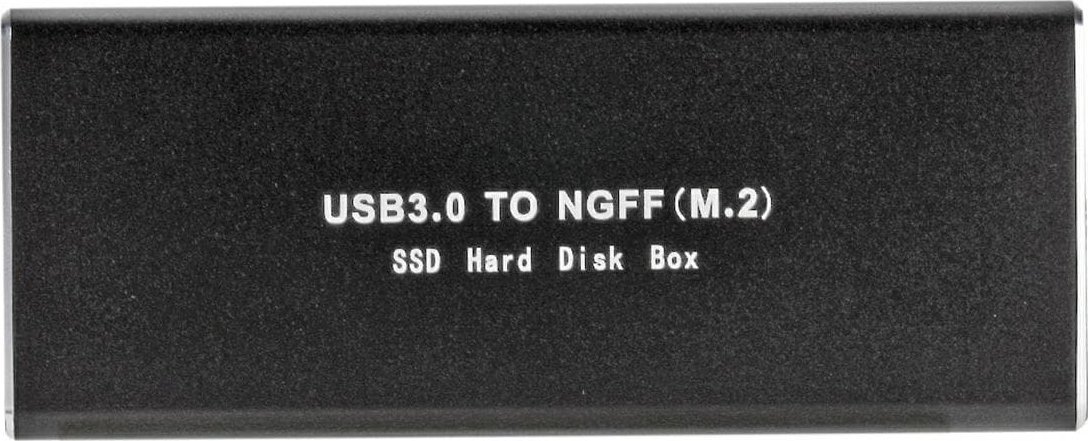 USB3.0 TO NGFF(M.2)
SSD Hard Disk Box